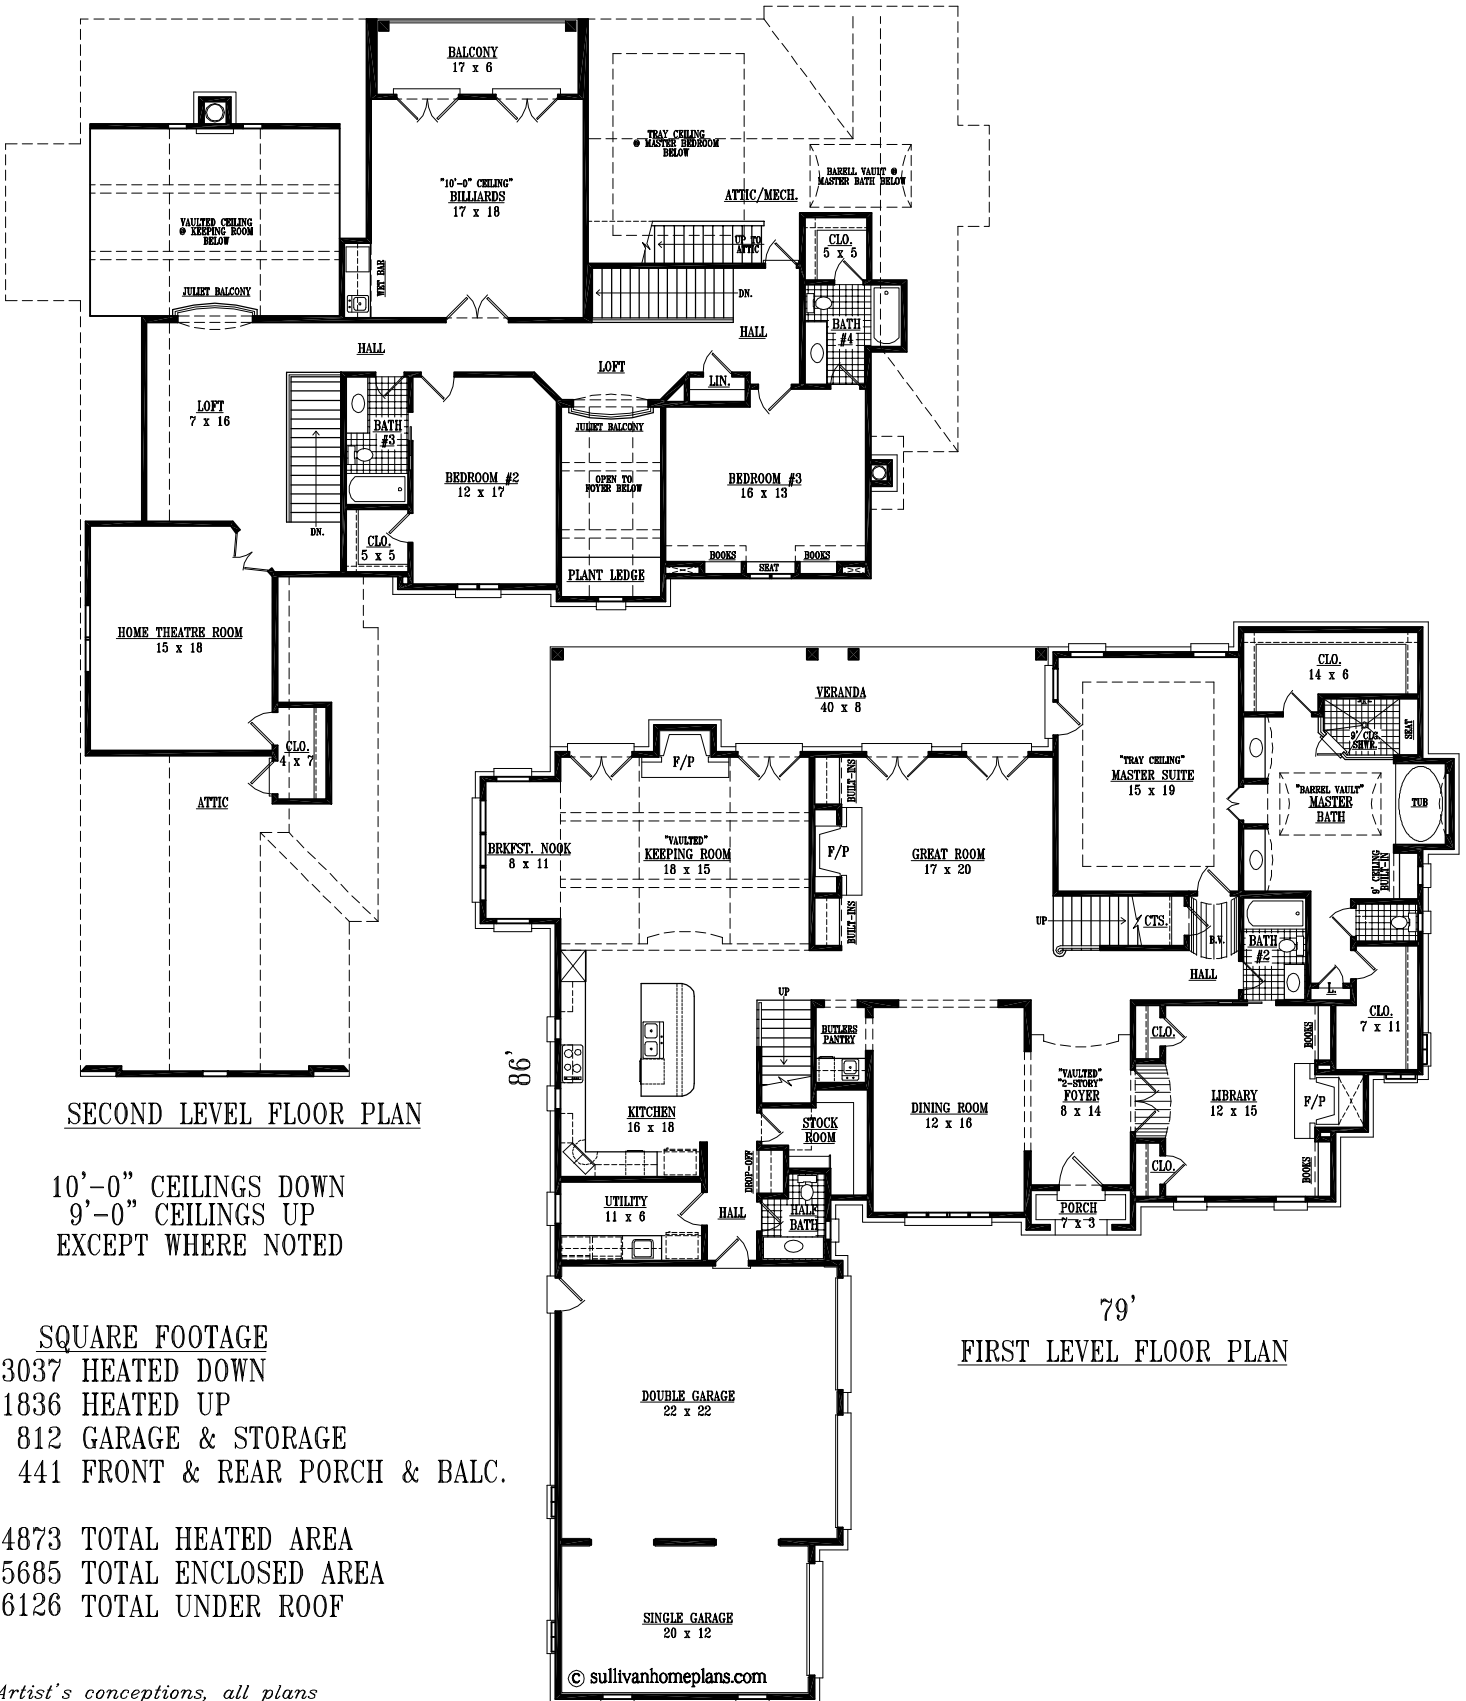 BALCONY
17 x 6
TRAY CEILING
@ MASTER BEDROOM
BELOW
BARELL VAULT @
MASTER BATH BELOW
"10'-0" CEILING"
BILLIARDS
17 x 18
ATTIC/MECH.
VAULTED CEILING
@ KEEPING ROOM
BELOW
UP TO
ATTIC
CLO.
5 x 5
WET BAR
JULIET BALCONY
DN.
HALL
BATH
#4
HALL
LOFT
LIN.
LOFT
7 x 16
BATH
#3
JULIET BALCONY
BEDROOM #2
12 x 17
OPEN TO
FOYER BELOW
BEDROOM #3
16 x 13
DN.
CLO.
5 x 5
BOOKS
BOOKS
SEAT
PLANT LEDGE
HOME THEATRE ROOM
15 x 18
CLO.
4 x 7
ATTIC
SECOND LEVEL FLOOR PLAN
10'-0" CEILINGS DOWN
9'-0" CEILINGS UP
EXCEPT WHERE NOTED
SQUARE FOOTAGE
3037 HEATED DOWN
1836 HEATED UP
812 GARAGE & STORAGE
441 FRONT & REAR PORCH & BALC.
4873 TOTAL HEATED AREA
5685 TOTAL ENCLOSED AREA
6126 TOTAL UNDER ROOF
Artist's conceptions, all plans
VERANDA
40 x 8
CLO.
14 x 6
9' CLG.
SHWR.
SEAT
F/P
BUILT-INS
"TRAY CEILING"
MASTER SUITE
15 x 19
"BARREL VAULT"
MASTER
BATH
TUB
BRKFST. NOOK
8 x 11
"VAULTED"
KEEPING ROOM
18 x 15
F/P
GREAT ROOM
17 x 20
9' CEILING
BUILT-IN
BUILT-INS
UP
CTS.
B.V.
BATH
#2
HALL
L.
CLO.
7 x 11
UP
BUTLERS
PANTRY
CLO.
BOOKS
86'
"VAULTED"
"2-STORY"
FOYER
8 x 14
LIBRARY
12 x 15
F/P
KITCHEN
16 x 18
DINING ROOM
12 x 16
STOCK
ROOM
DROP-OFF
CLO.
BOOKS
UTILITY
11 x 6
HALL
HALF
BATH
PORCH
7 x 3
79'
FIRST LEVEL FLOOR PLAN
DOUBLE GARAGE
22 x 22
SINGLE GARAGE
20 x 12
© sullivanhomeplans.com